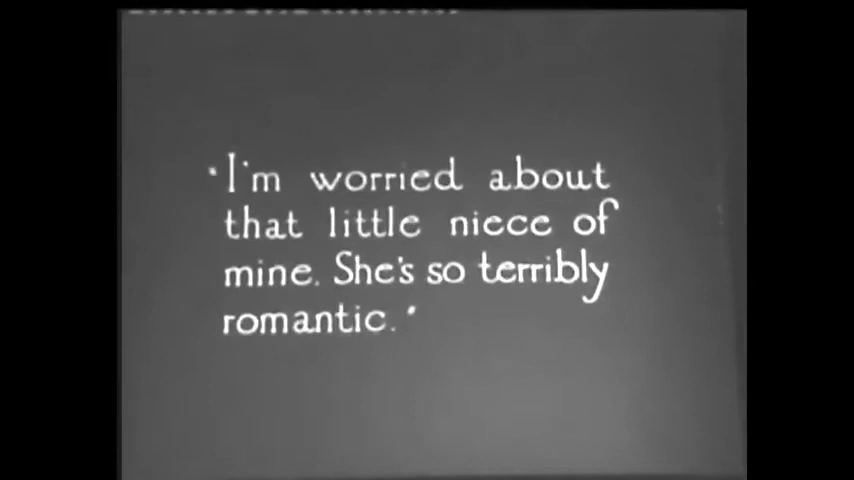 "I'm worried about
that little niece of
mine. She's so terribly
romantic."